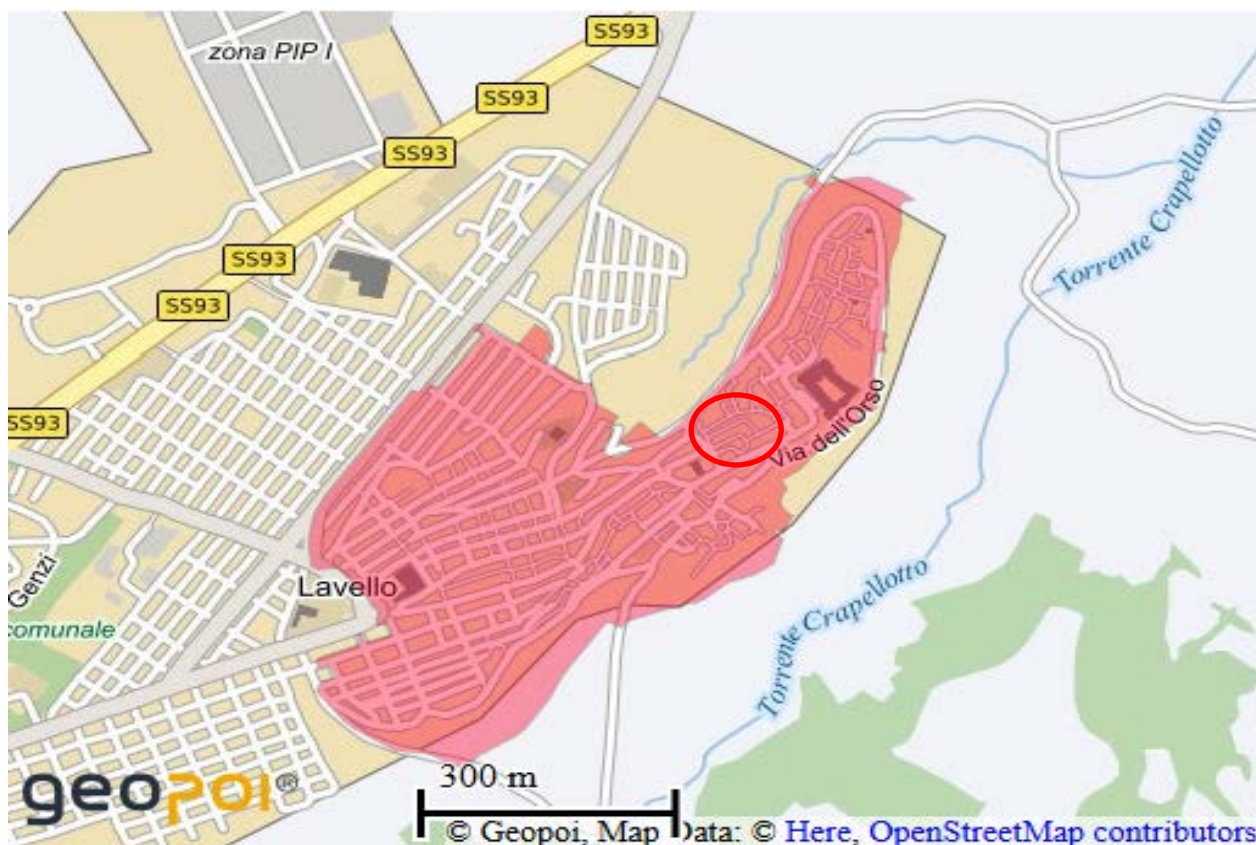 SS93
zona PIP I
SS93
SS93
SS93
SS93
SS93
Torrente Crapellotto
Via dell'Orso
Genzi
Lavello
comunale
Torrente Crapellotto
geopoi®
300 m
© Geopoi, Map Data: © Here, OpenStreetMap contributors